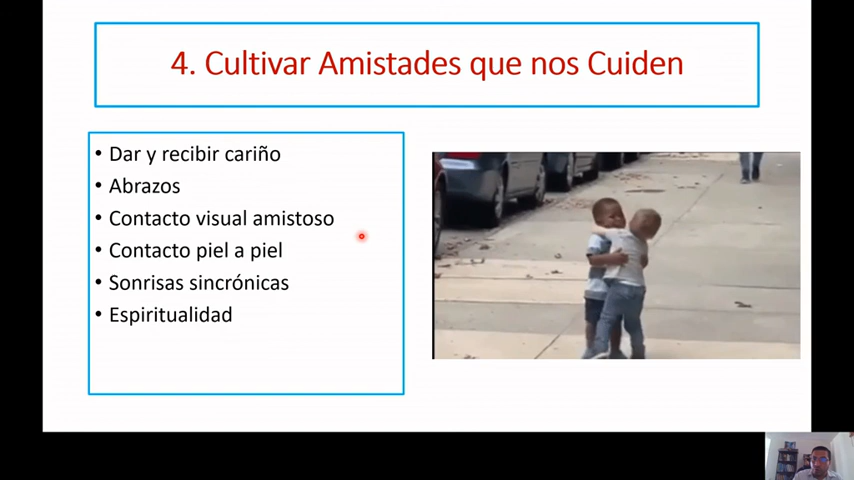 4. Cultivar Amistades que nos Cuiden
• Dar y recibir cariño
• Abrazos
• Contacto visual amistoso
• Contacto piel a piel
• Sonrisas sincrónicas
• Espiritualidad